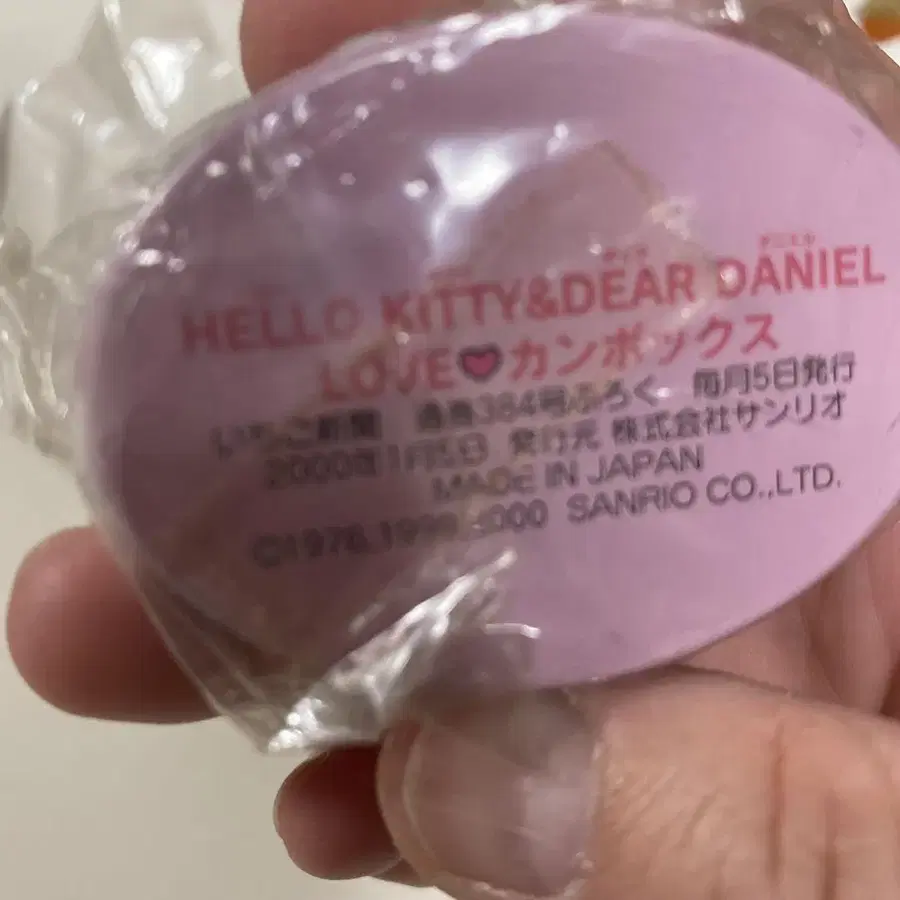 HELLO KITTY&DEAR DANIEL
LOVE♥カンボックス
いちご新聞 通巻384号ふろく 毎月5日発行
2000年1月5日 発行元 株式会社サンリオ
MADE IN JAPAN
©1976,1999,2000 SANRIO CO.,LTD.